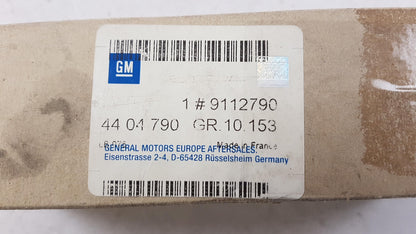 GM
1 # 9112790
44 04 790 GR.10.153
Made in France
GENERAL MOTORS EUROPE AFTERSALES.
Eisenstrasse 2-4, D-65428 Rüsselsheim Germany